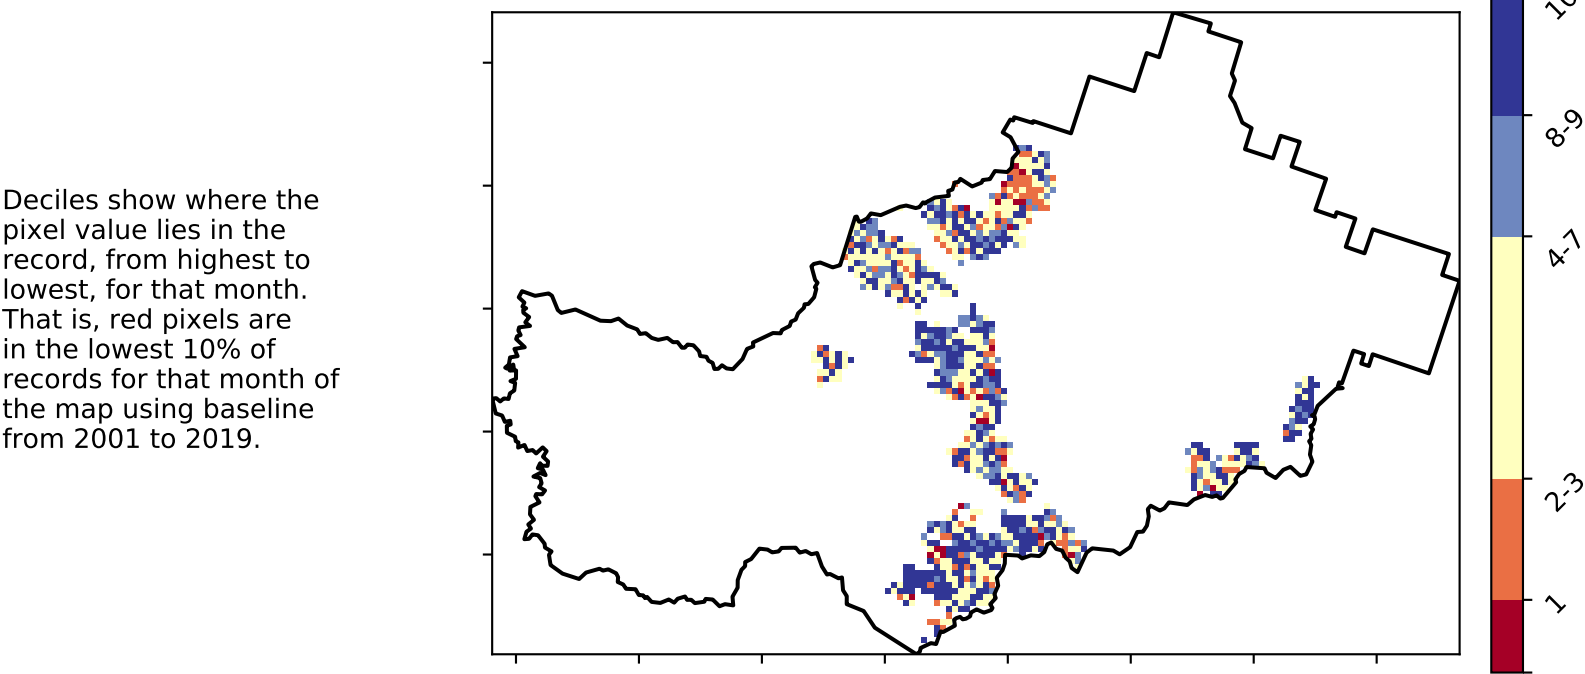 Deciles show where the
pixel value lies in the
record, from highest to
lowest, for that month.
That is, red pixels are
in the lowest 10% of
records for that month of
the map using baseline
from 2001 to 2019.
10
8-9
4-7
2-3
1